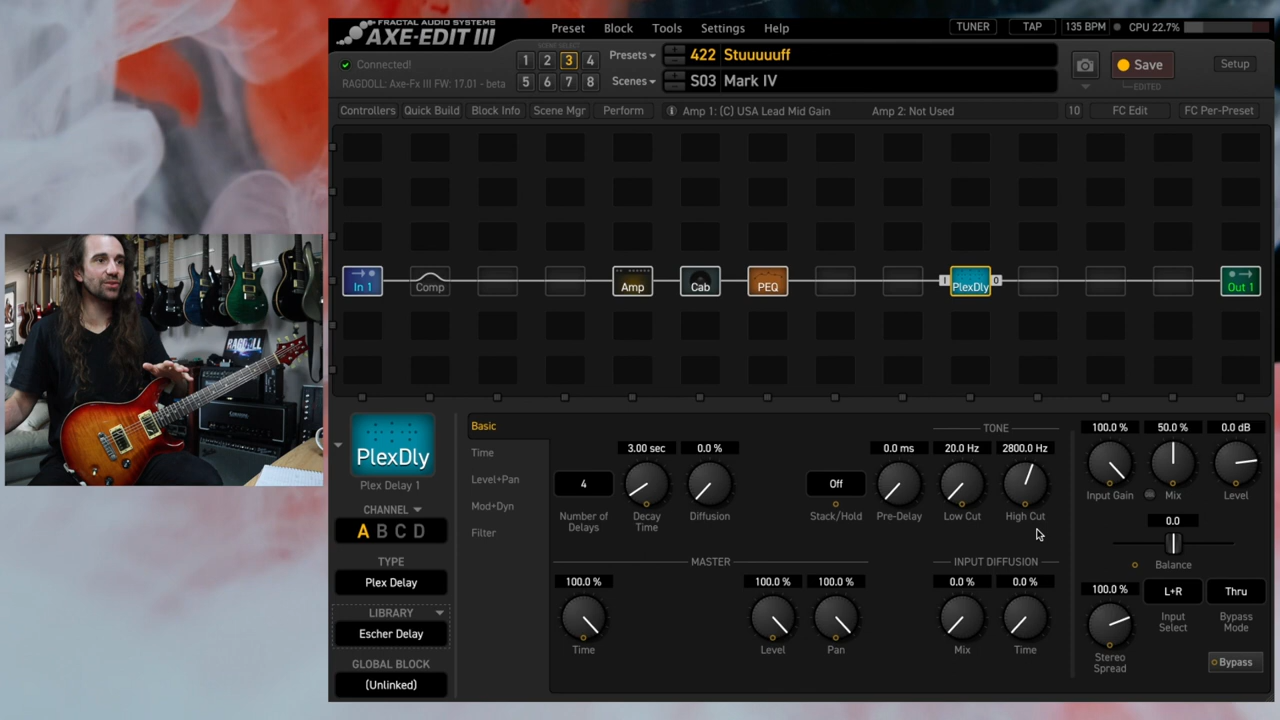 FRACTAL AUDIO SYSTEMS
AXE-EDIT III
Preset Block Tools Settings Help
TUNER TAP 135 BPM CPU 22.7%
SCENE SELECT
1 2 3 4
5 6 7 8
Presets 422 Stuuuuuff
Scenes S03 Mark IV
Connected!
RAGDOLL: Axe-Fx III FW: 17.01 - beta
Save
EDITED
Setup
Controllers Quick Build Block Info Scene Mgr Perform
Amp 1: (C) USA Lead Mid Gain Amp 2: Not Used
10 FC Edit FC Per-Preset
In 1 Comp Amp Cab PEQ I PlexDly O Out 1
RAGDOLL
PlexDly
Plex Delay 1
CHANNEL
A B C D
TYPE
Plex Delay
LIBRARY
Escher Delay
GLOBAL BLOCK
(Unlinked)
Basic
Time
Level+Pan
Mod+Dyn
Filter
TONE
3.00 sec 0.0 % 0.0 ms 20.0 Hz 2800.0 Hz
4 Off
Number of Delays
Decay Time
Diffusion
Stack/Hold
Pre-Delay
Low Cut
High Cut
MASTER
INPUT DIFFUSION
100.0 % 100.0 % 100.0 % 0.0 % 0.0 %
Time Level Pan Mix Time
100.0 % 50.0 % 0.0 dB
Input Gain Mix Level
0.0
Balance
100.0 % L+R Thru
Stereo Spread
Input Select
Bypass Mode
Bypass